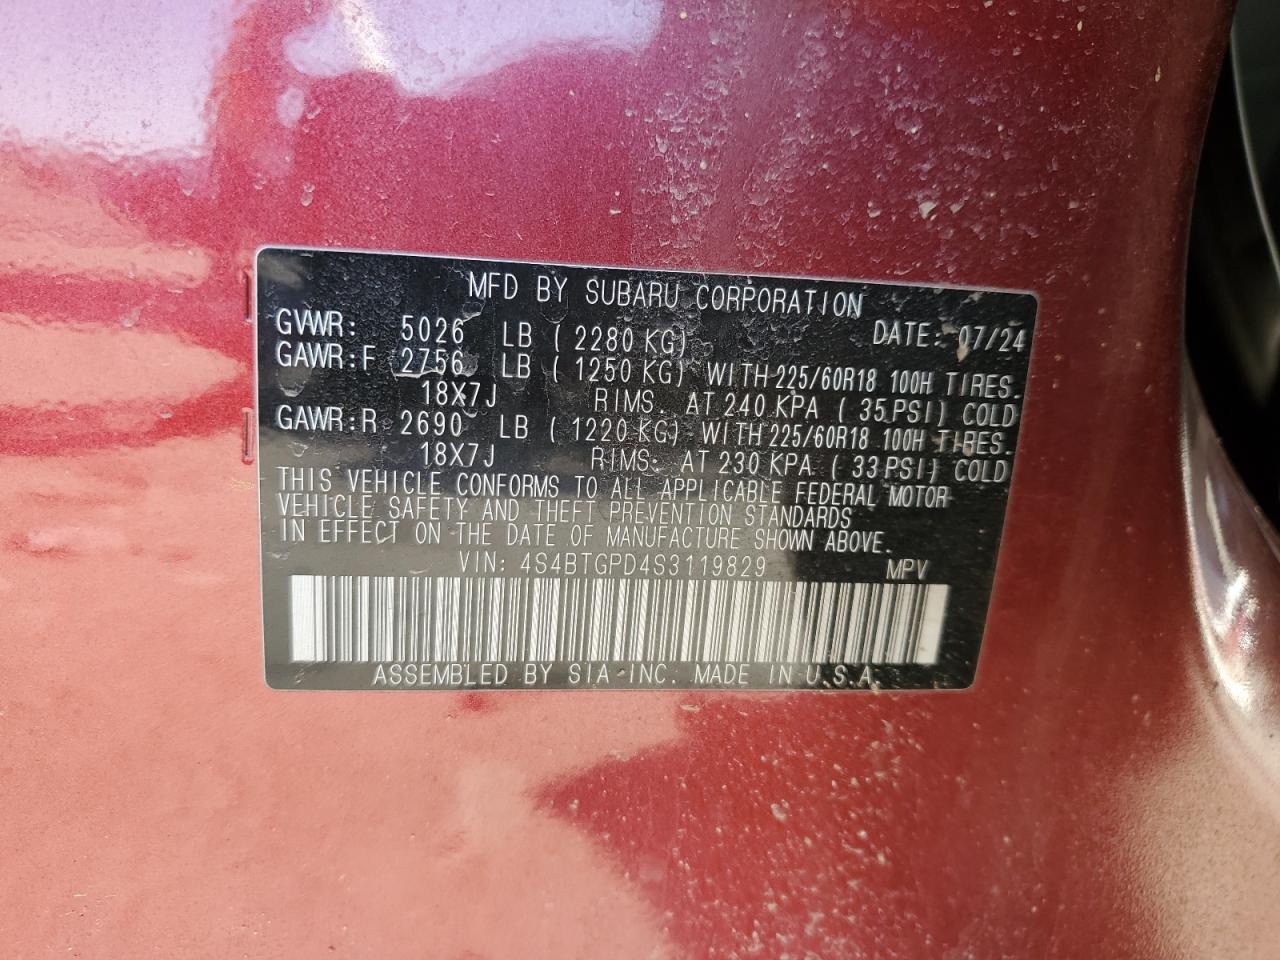 MFD BY SUBARU CORPORATION
GVWR: 5026 LB ( 2280 KG) DATE: 07/24
GAWR:F 2756 LB ( 1250 KG) WITH 225/60R18 100H TIRES.
18X7J RIMS. AT 240 KPA ( 35 PSI) COLD
GAWR:R 2690 LB ( 1220 KG) WITH 225/60R18 100H TIRES.
18X7J RIMS. AT 230 KPA ( 33 PSI) COLD
THIS VEHICLE CONFORMS TO ALL APPLICABLE FEDERAL MOTOR
VEHICLE SAFETY AND THEFT PREVENTION STANDARDS
IN EFFECT ON THE DATE OF MANUFACTURE SHOWN ABOVE.
VIN: 4S4BTGPD4S3119829 MPV
ASSEMBLED BY SIA INC. MADE IN U.S.A.